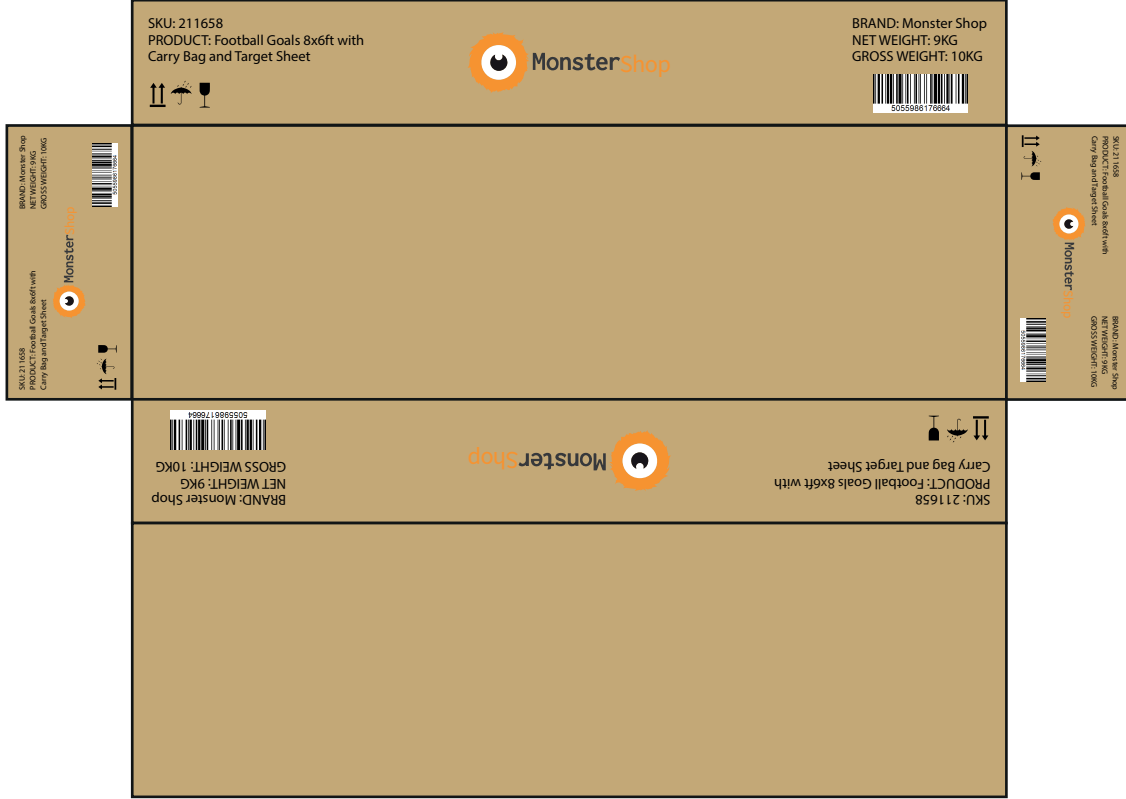 SKU: 211658
PRODUCT: Football Goals 8x6ft with
Carry Bag and Target Sheet
MonsterShop
BRAND: Monster Shop
NET WEIGHT: 9KG
GROSS WEIGHT: 10KG
5055986176664
SKU: 211658
PRODUCT: Football Goals 8x6ft with
Carry Bag and Target Sheet
MonsterShop
BRAND: Monster Shop
NET WEIGHT: 9KG
GROSS WEIGHT: 10KG
5055986176664
SKU: 211658
PRODUCT: Football Goals 8x6ft with
Carry Bag and Target Sheet
MonsterShop
BRAND: Monster Shop
NET WEIGHT: 9KG
GROSS WEIGHT: 10KG
5055986176664
SKU: 211658
PRODUCT: Football Goals 8x6ft with
Carry Bag and Target Sheet
MonsterShop
BRAND: Monster Shop
NET WEIGHT: 9KG
GROSS WEIGHT: 10KG
5055986176664